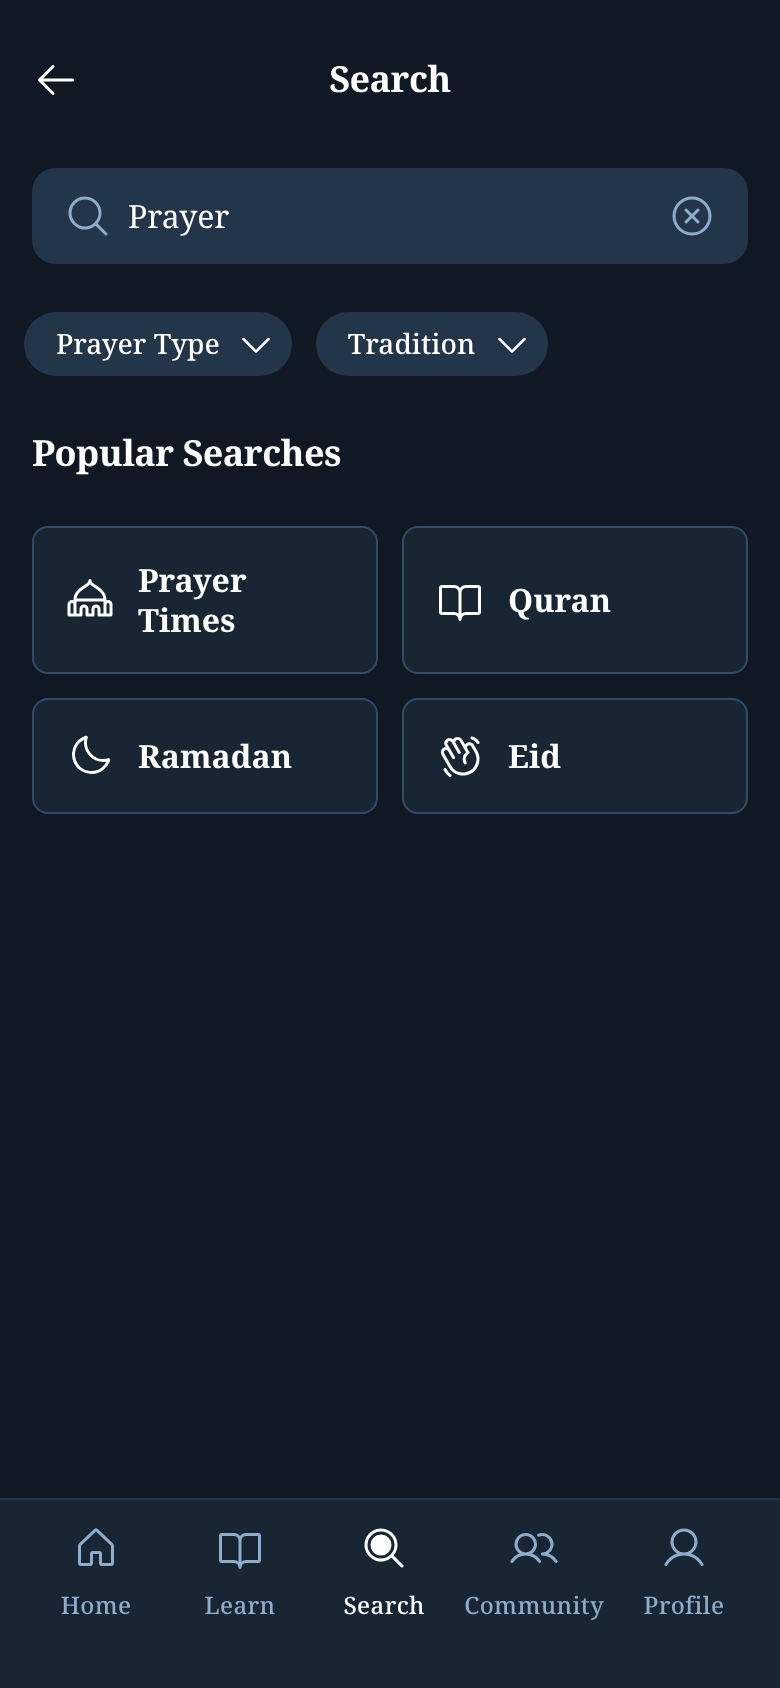 Search
Prayer
Prayer Type
Tradition
Popular Searches
Prayer
Times
Quran
Ramadan
Eid
Home
Learn
Search
Community
Profile